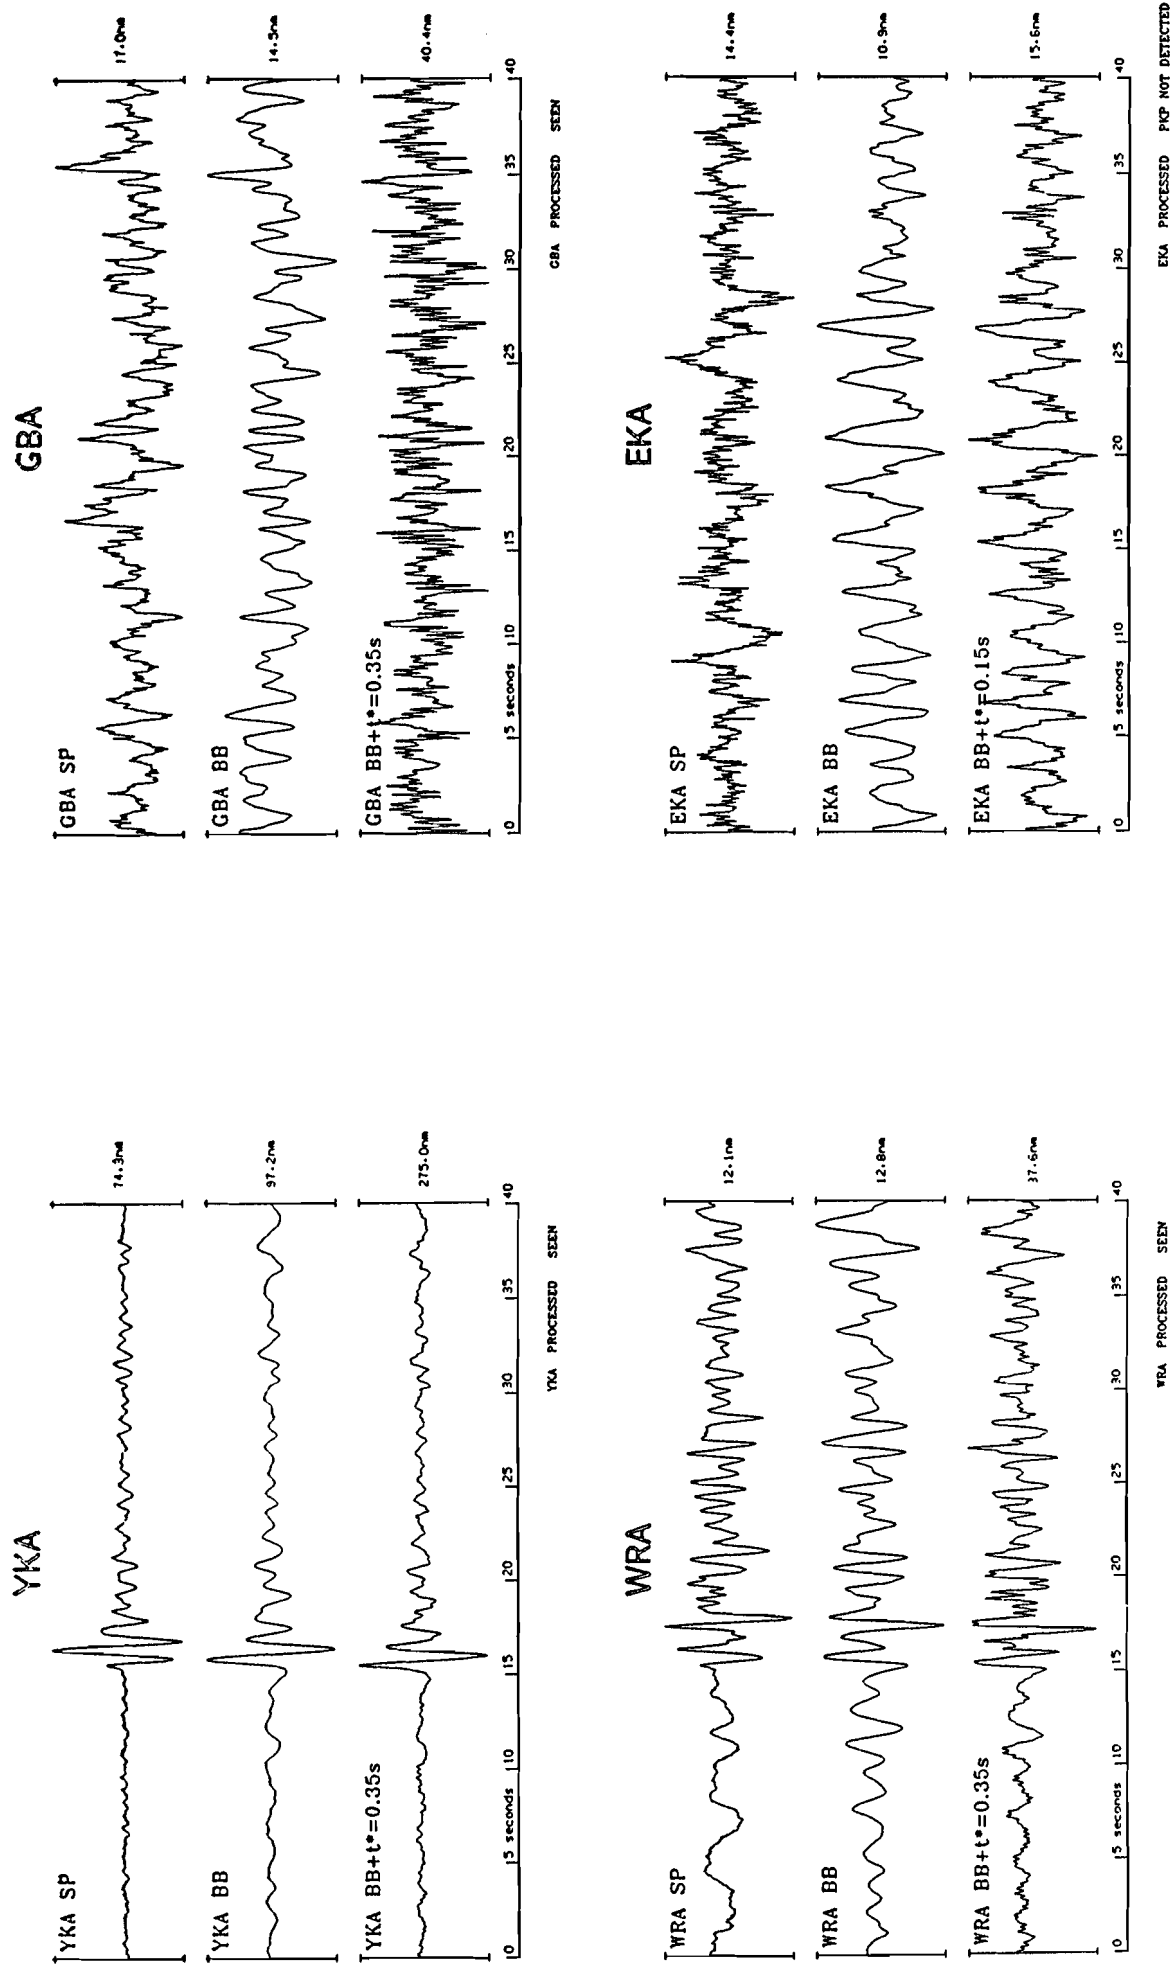 YKA
YKA SP
74.3nm
YKA BB
97.2nm
YKA BB+t*=0.35s
275.0nm
0 5 seconds 10 15 20 25 30 35 40
YKA PROCESSED SEEN
GBA
GBA SP
17.0nm
GBA BB
14.5nm
GBA BB+t*=0.35s
40.4nm
0 5 seconds 10 15 20 25 30 35 40
GBA PROCESSED SEEN
WRA
WRA SP
12.1nm
WRA BB
12.8nm
WRA BB+t*=0.35s
37.6nm
0 5 seconds 10 15 20 25 30 35 40
WRA PROCESSED SEEN
EKA
EKA SP
14.4nm
EKA BB
10.9nm
EKA BB+t*=0.15s
15.6nm
0 5 seconds 10 15 20 25 30 35 40
EKA PROCESSED PKP NOT DETECTED